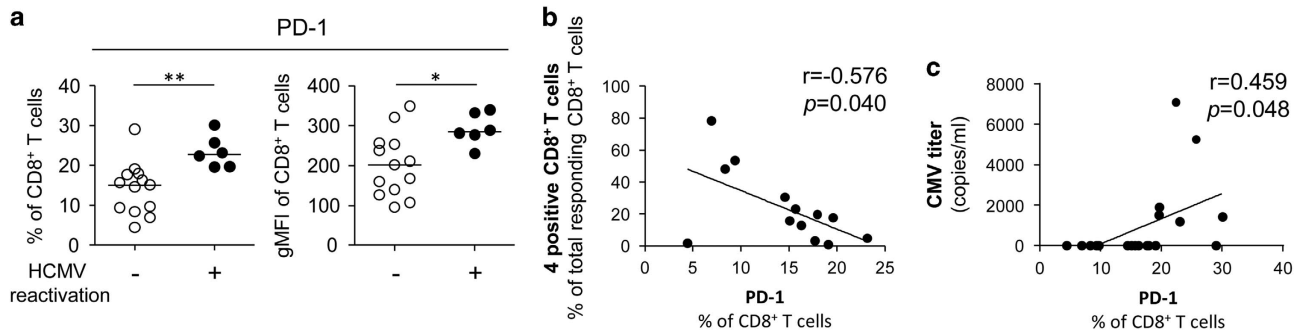 a
PD-1
% of CD8⁺ T cells
40
30
20
10
0
**
gMFI of CD8⁺ T cells
400
300
200
100
0
*
HCMV
reactivation
- +
- +
b
4 positive CD8⁺ T cells
% of total responding CD8⁺ T cells
100
80
60
40
20
0
r=-0.576
p=0.040
0 5 10 15 20 25
PD-1
% of CD8⁺ T cells
c
CMV titer
(copies/ml)
8000
6000
4000
2000
0
r=0.459
p=0.048
0 10 20 30 40
PD-1
% of CD8⁺ T cells